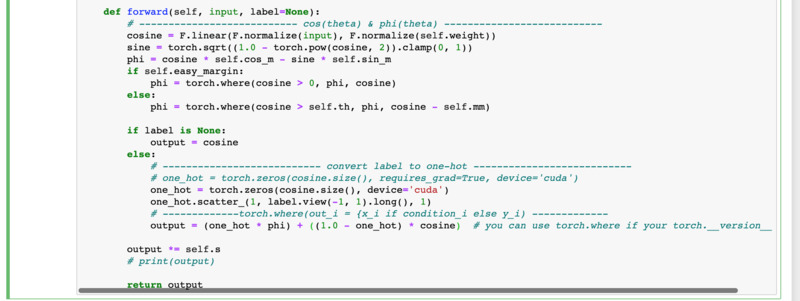 def forward(self, input, label=None):
# --------------------------- cos(theta) & phi(theta) ---------------------------
cosine = F.linear(F.normalize(input), F.normalize(self.weight))
sine = torch.sqrt((1.0 - torch.pow(cosine, 2)).clamp(0, 1))
phi = cosine * self.cos_m - sine * self.sin_m
if self.easy_margin:
phi = torch.where(cosine > 0, phi, cosine)
else:
phi = torch.where(cosine > self.th, phi, cosine - self.mm)
if label is None:
output = cosine
else:
# --------------------------- convert label to one-hot ---------------------------
# one_hot = torch.zeros(cosine.size(), requires_grad=True, device='cuda')
one_hot = torch.zeros(cosine.size(), device='cuda')
one_hot.scatter_(1, label.view(-1, 1).long(), 1)
# -------------torch.where(out_i = {x_i if condition_i else y_i) -------------
output = (one_hot * phi) + ((1.0 - one_hot) * cosine)  # you can use torch.where if your torch.__version__
output *= self.s
# print(output)
return output